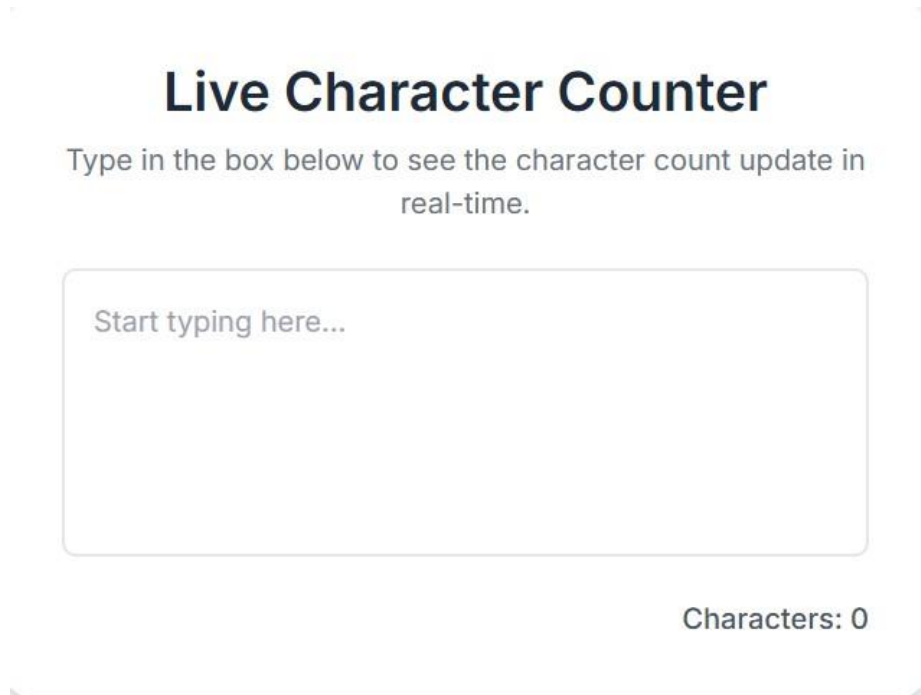 Live Character Counter
Type in the box below to see the character count update in
real-time.
Start typing here...
Characters: 0